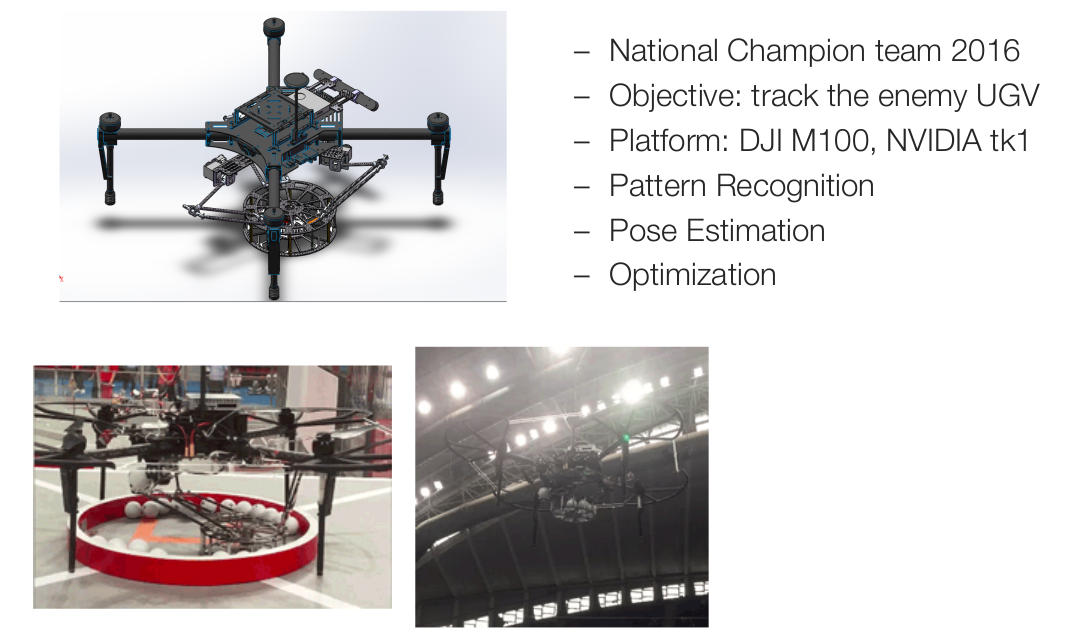 – National Champion team 2016
– Objective: track the enemy UGV
– Platform: DJI M100, NVIDIA tk1
– Pattern Recognition
– Pose Estimation
– Optimization